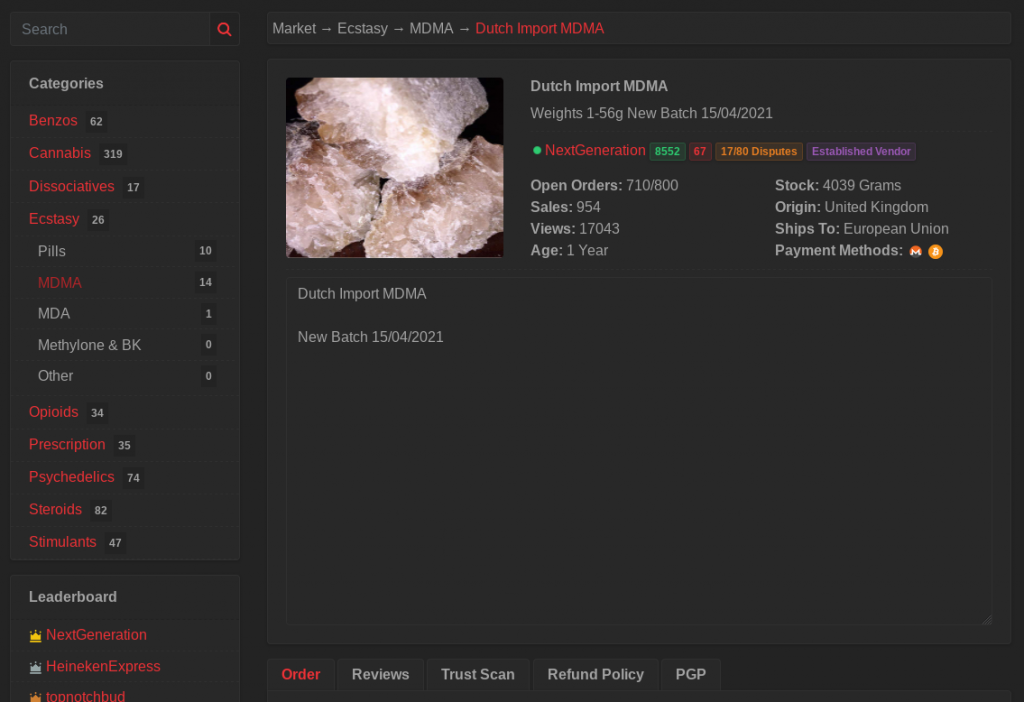 Search
Categories
Benzos 62
Cannabis 319
Dissociatives 17
Ecstasy 26
Pills 10
MDMA 14
MDA 1
Methylone & BK 0
Other 0
Opioids 34
Prescription 35
Psychedelics 74
Steroids 82
Stimulants 47
Leaderboard
NextGeneration
HeinekenExpress
topnotchbud
Market → Ecstasy → MDMA → Dutch Import MDMA
Dutch Import MDMA
Weights 1-56g New Batch 15/04/2021
NextGeneration 8552 67 17/80 Disputes Established Vendor
Open Orders: 710/800
Sales: 954
Views: 17043
Age: 1 Year
Stock: 4039 Grams
Origin: United Kingdom
Ships To: European Union
Payment Methods:
Dutch Import MDMA
New Batch 15/04/2021
Order Reviews Trust Scan Refund Policy PGP